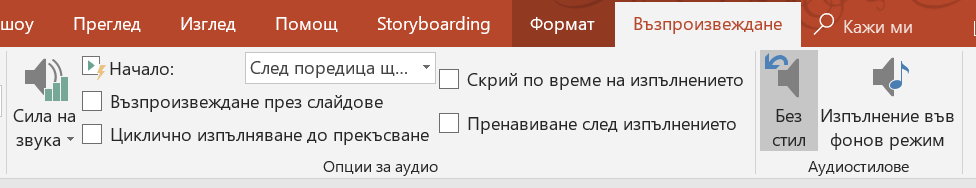 шоу Преглед Изглед Помощ Storyboarding Формат Възпроизвеждане Кажи ми
Сила на звука
Начало: След поредица щ...
Възпроизвеждане през слайдове
Циклично изпълняване до прекъсване
Скрий по време на изпълнението
Пренавиване след изпълнението
Опции за аудио
Без стил
Изпълнение във фонов режим
Аудиостилове